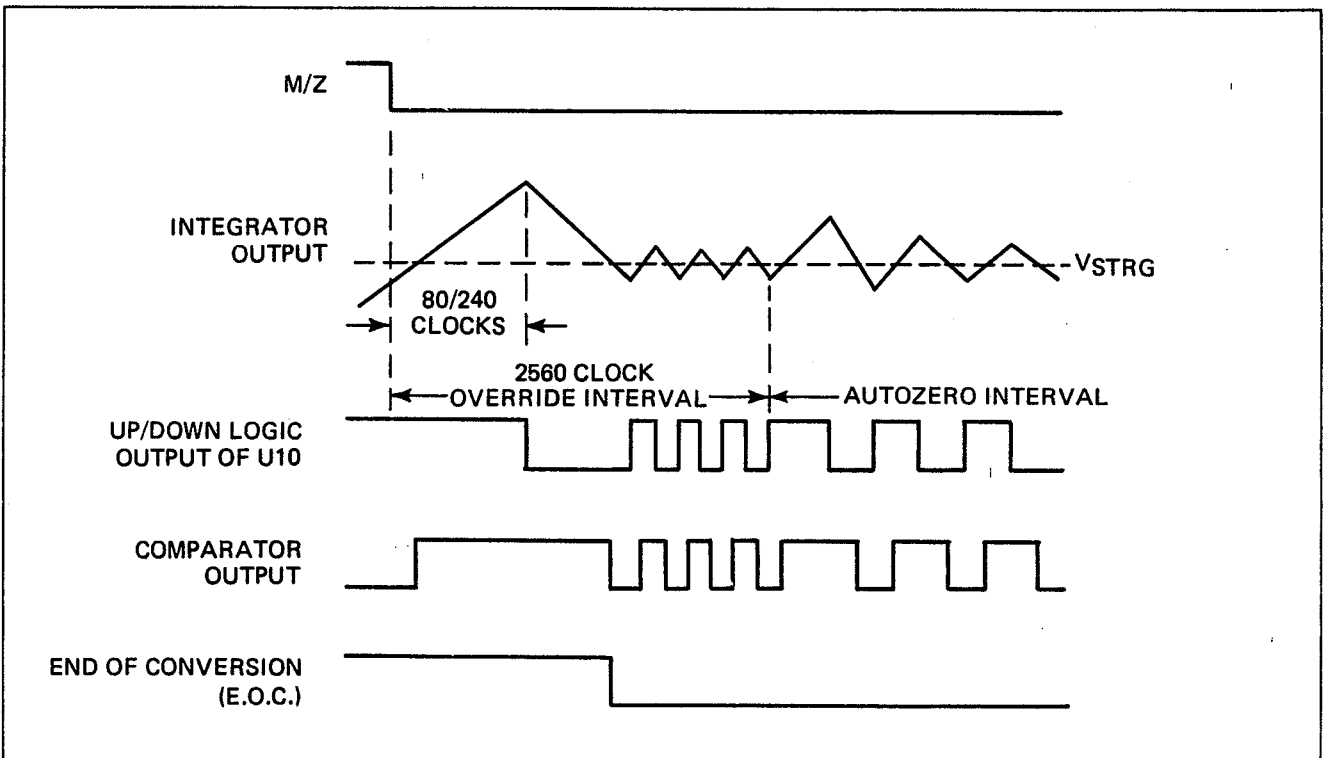 M/Z
INTEGRATOR
OUTPUT
VSTRG
80/240
CLOCKS
2560 CLOCK
OVERRIDE INTERVAL
AUTOZERO INTERVAL
UP/DOWN LOGIC
OUTPUT OF U10
COMPARATOR
OUTPUT
END OF CONVERSION
(E.O.C.)